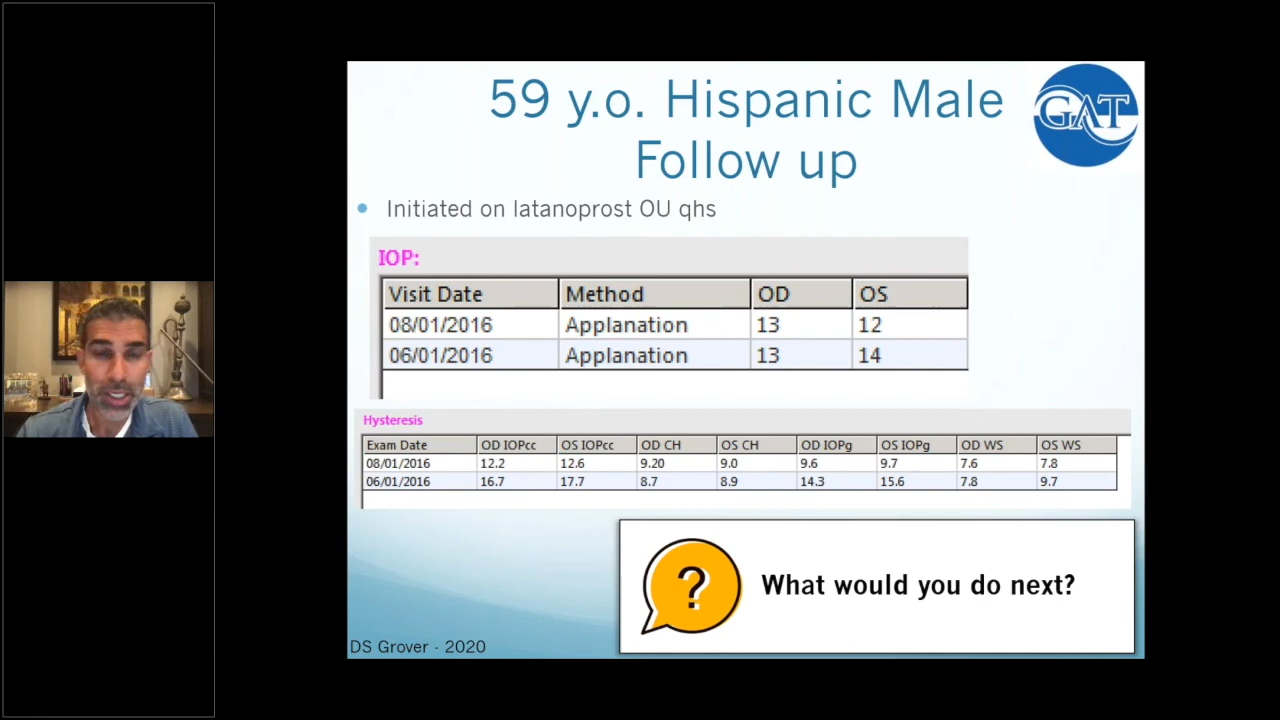 59 y.o. Hispanic Male
Follow up
GAT
Initiated on latanoprost OU qhs
IOP:
Visit Date Method OD OS
08/01/2016 Applanation 13 12
06/01/2016 Applanation 13 14
Hysteresis
Exam Date OD IOPcc OS IOPcc OD CH OS CH OD IOPg OS IOPg OD WS OS WS
08/01/2016 12.2 12.6 9.20 9.0 9.6 9.7 7.6 7.8
06/01/2016 16.7 17.7 8.7 8.9 14.3 15.6 7.8 9.7
?
What would you do next?
DS Grover - 2020